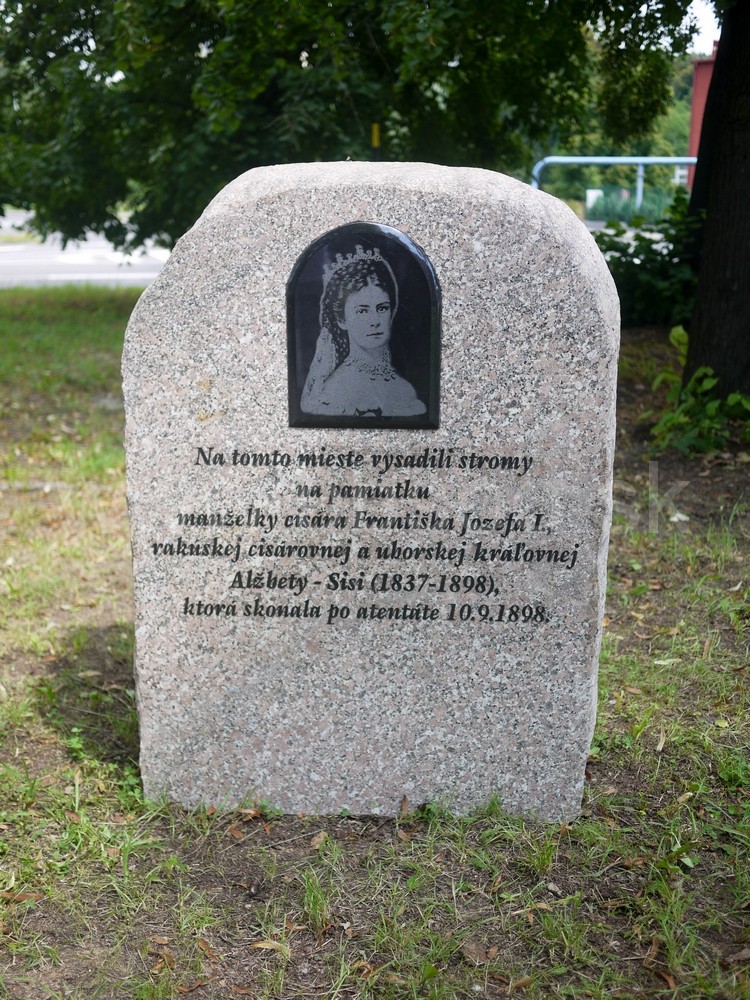 Na tomto mieste vysadili stromy
na pamiatku
manželky cisára Františka Jozefa I.,
rakúskej cisárovnej a uhorskej kráľovnej
Alžbety - Sisi (1837-1898),
ktorá skonala po atentáte 10.9.1898.